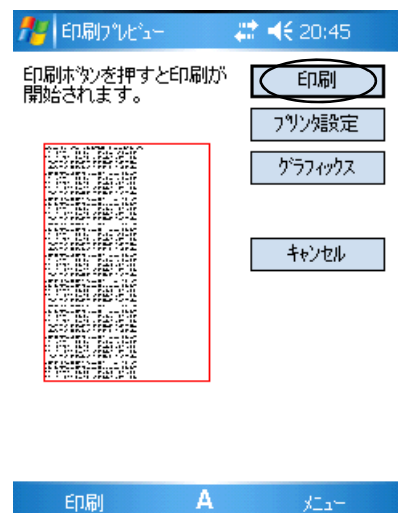 印刷ﾌﾟﾚﾋﾞｭｰ 20:45
印刷ﾎﾞﾀﾝを押すと印刷が
開始されます。
印刷
ﾌﾟﾘﾝﾀ設定
ｸﾞﾗﾌｨｯｸｽ
ｷｬﾝｾﾙ
印刷 A ﾒﾆｭｰ